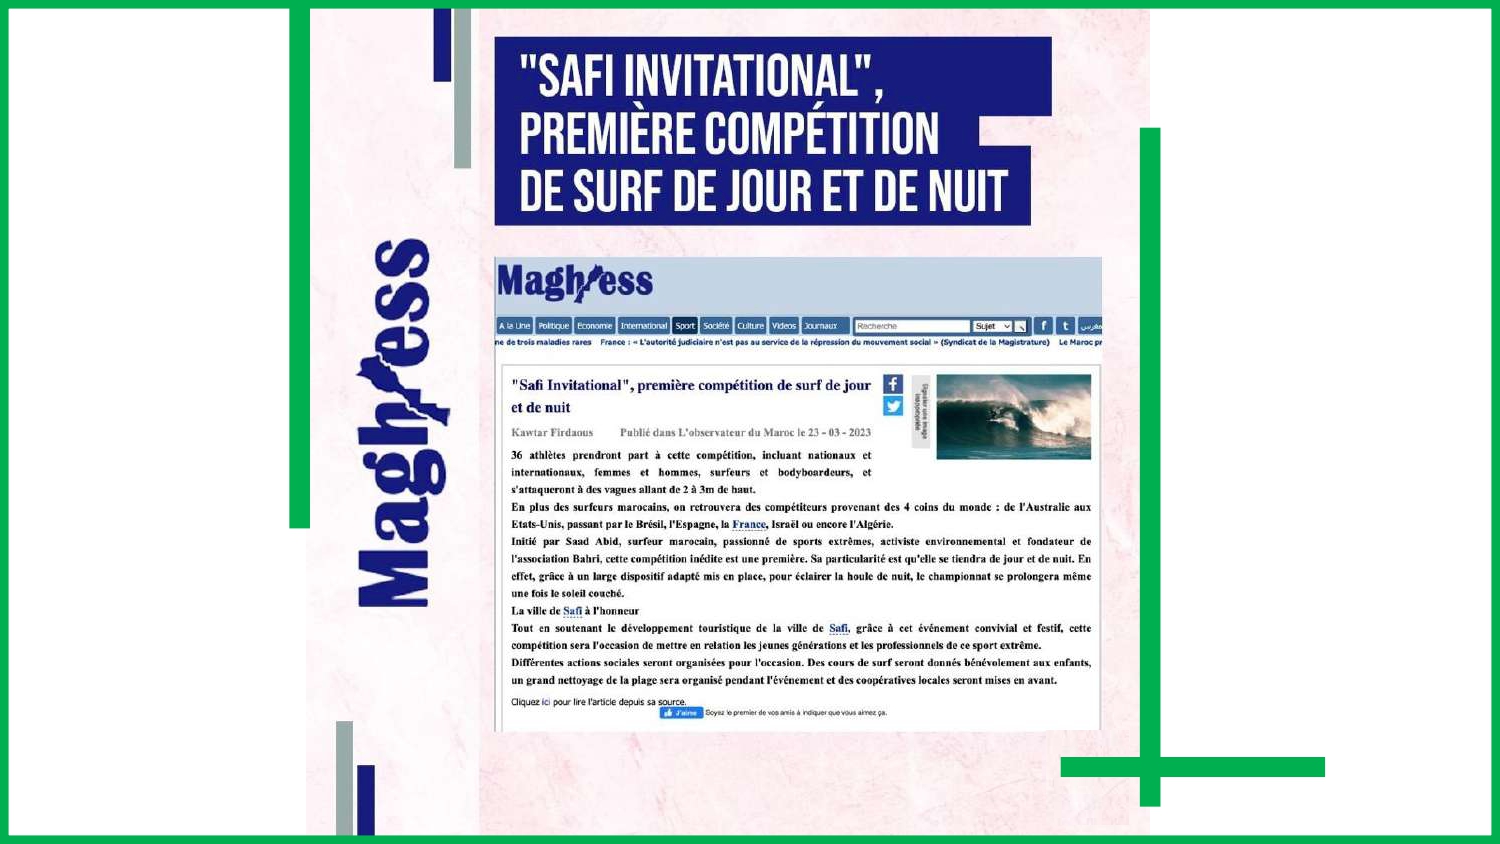 "SAFI INVITATIONAL",
PREMIÈRE COMPÉTITION
DE SURF DE JOUR ET DE NUIT
Maghress
Maghress
A la Une Politique Economie International Sport Société Culture Videos Journaux Recherche Sujet f t مغرس
ne de trois maladies rares France : « L'autorité judiciaire n'est pas au service de la répression du mouvement social » (Syndicat de la Magistrature) Le Maroc pr
"Safi Invitational", première compétition de surf de jour
et de nuit
Signaler une image
inappropriée
Kawtar Firdaous Publié dans L'observateur du Maroc le 23 - 03 - 2023
36 athlètes prendront part à cette compétition, incluant nationaux et
internationaux, femmes et hommes, surfeurs et bodyboardeurs, et
s'attaqueront à des vagues allant de 2 à 3m de haut.
En plus des surfeurs marocains, on retrouvera des compétiteurs provenant des 4 coins du monde : de l'Australie aux
Etats-Unis, passant par le Brésil, l'Espagne, la France, Israël ou encore l'Algérie.
Initié par Saad Abid, surfeur marocain, passionné de sports extrêmes, activiste environnemental et fondateur de
l'association Bahri, cette compétition inédite est une première. Sa particularité est qu'elle se tiendra de jour et de nuit. En
effet, grâce à un large dispositif adapté mis en place, pour éclairer la houle de nuit, le championnat se prolongera même
une fois le soleil couché.
La ville de Safi à l'honneur
Tout en soutenant le développement touristique de la ville de Safi, grâce à cet événement convivial et festif, cette
compétition sera l'occasion de mettre en relation les jeunes générations et les professionnels de ce sport extrême.
Différentes actions sociales seront organisées pour l'occasion. Des cours de surf seront donnés bénévolement aux enfants,
un grand nettoyage de la plage sera organisé pendant l'événement et des coopératives locales seront mises en avant.
Cliquez ici pour lire l'article depuis sa source.
J'aime Soyez le premier de vos amis à indiquer que vous aimez ça.